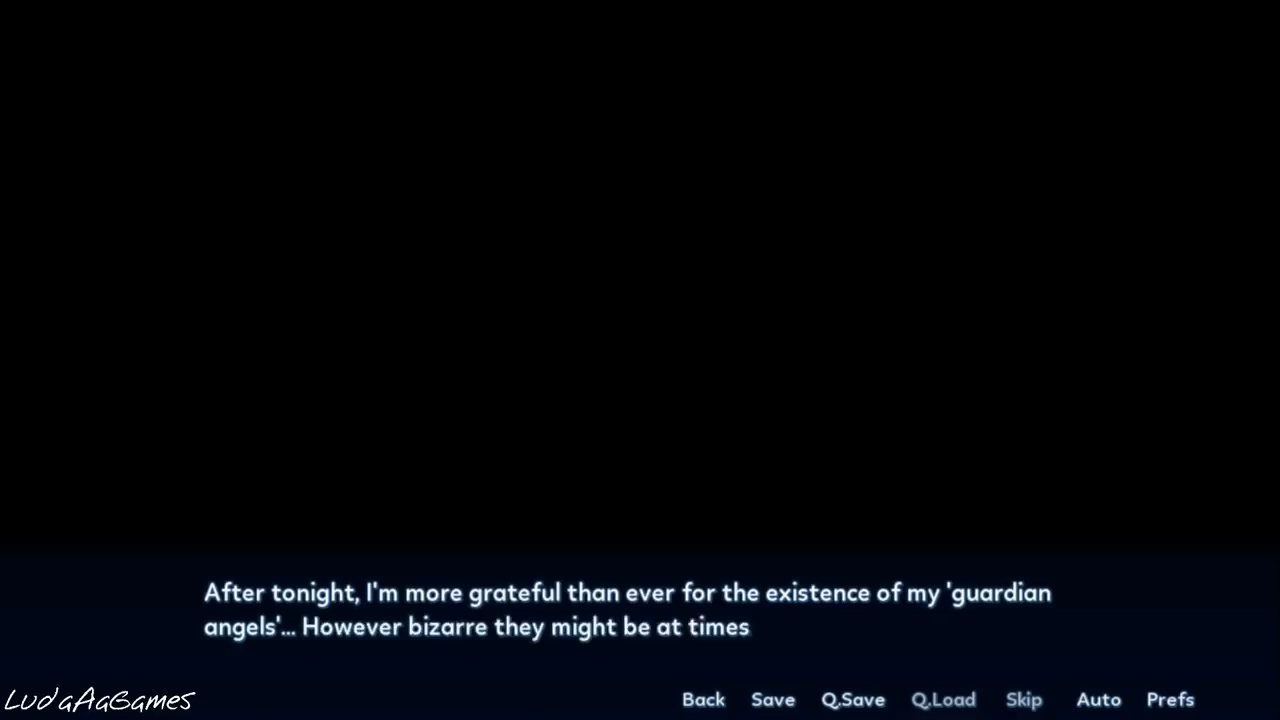 After tonight, I'm more grateful than ever for the existence of my 'guardian
angels'... However bizarre they might be at times
LudaAaGames
Back Save Q.Save Q.Load Skip Auto Prefs